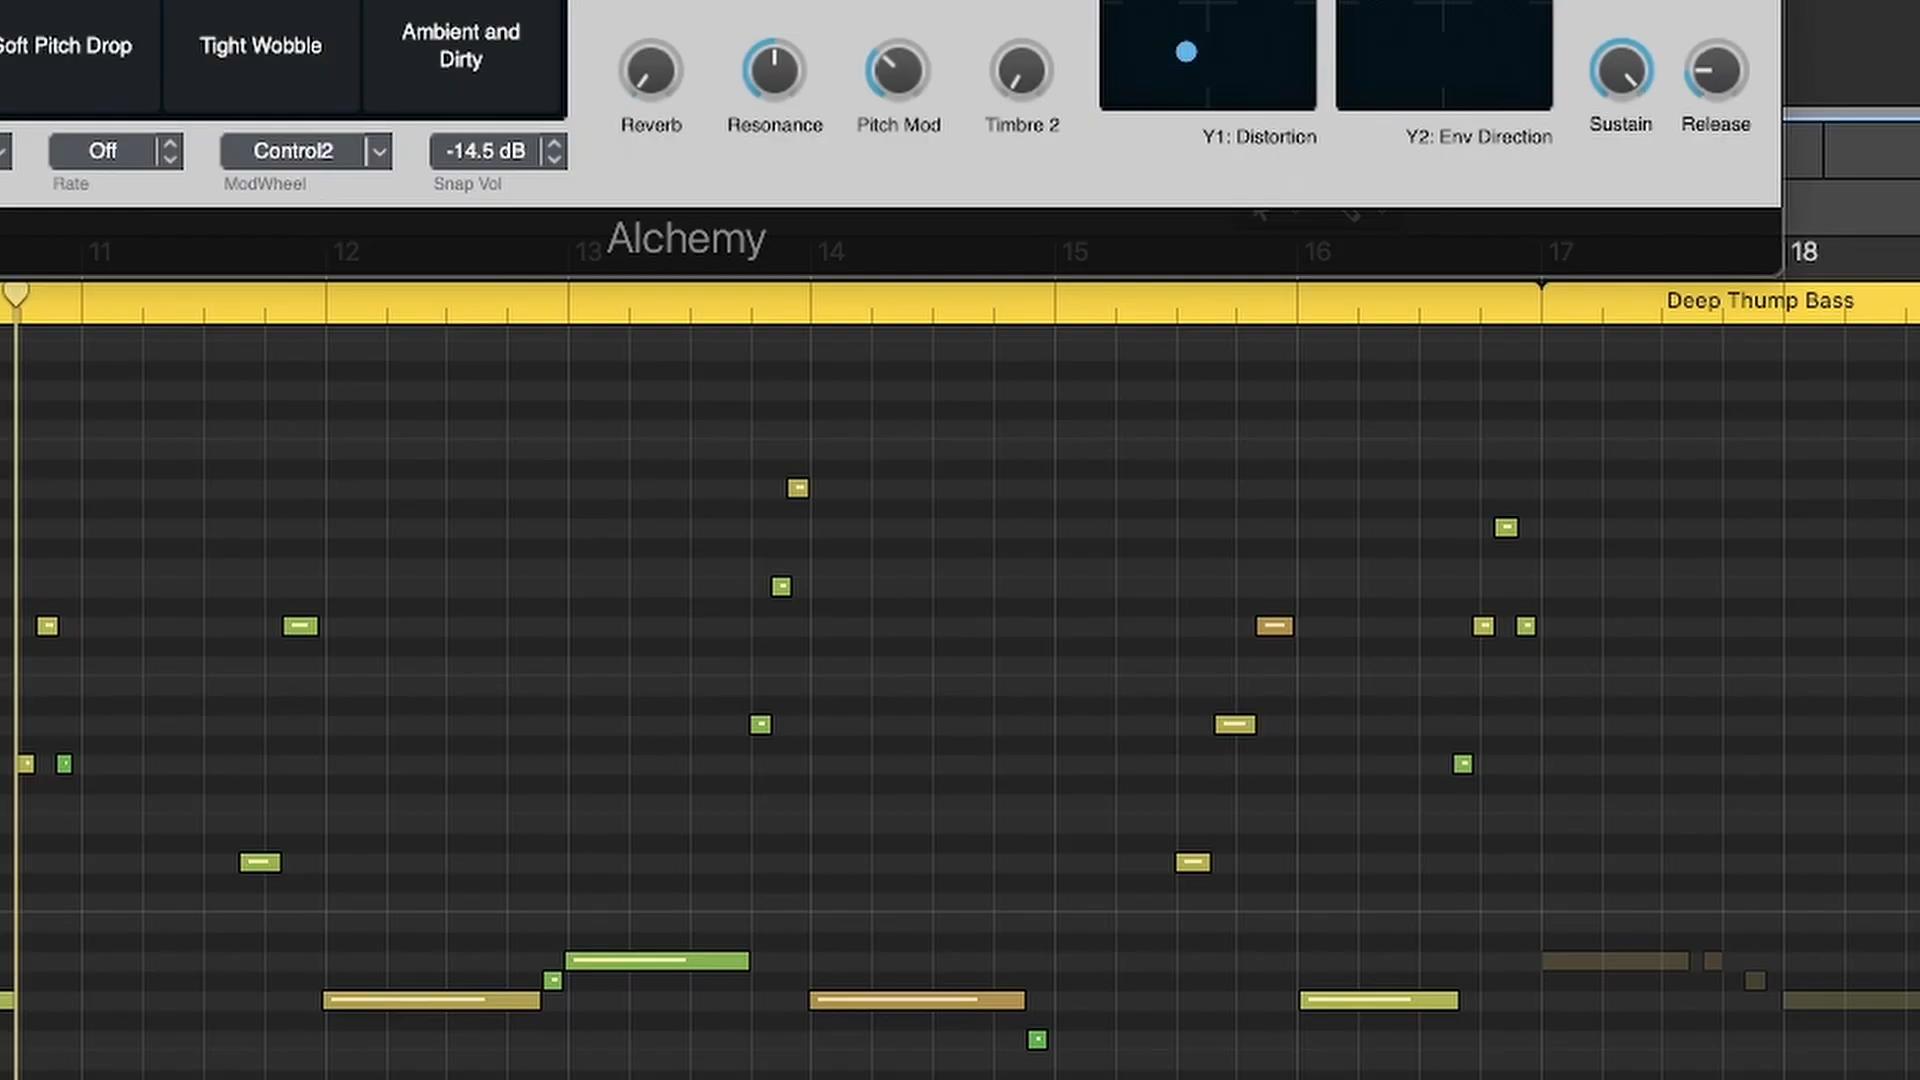 Soft Pitch Drop
Tight Wobble
Ambient and
Dirty
Reverb
Resonance
Pitch Mod
Timbre 2
Y1: Distortion
Y2: Env Direction
Sustain
Release
Off
Control2
-14.5 dB
Rate
ModWheel
Snap Vol
Alchemy
11
12
13
14
15
16
17
18
Deep Thump Bass